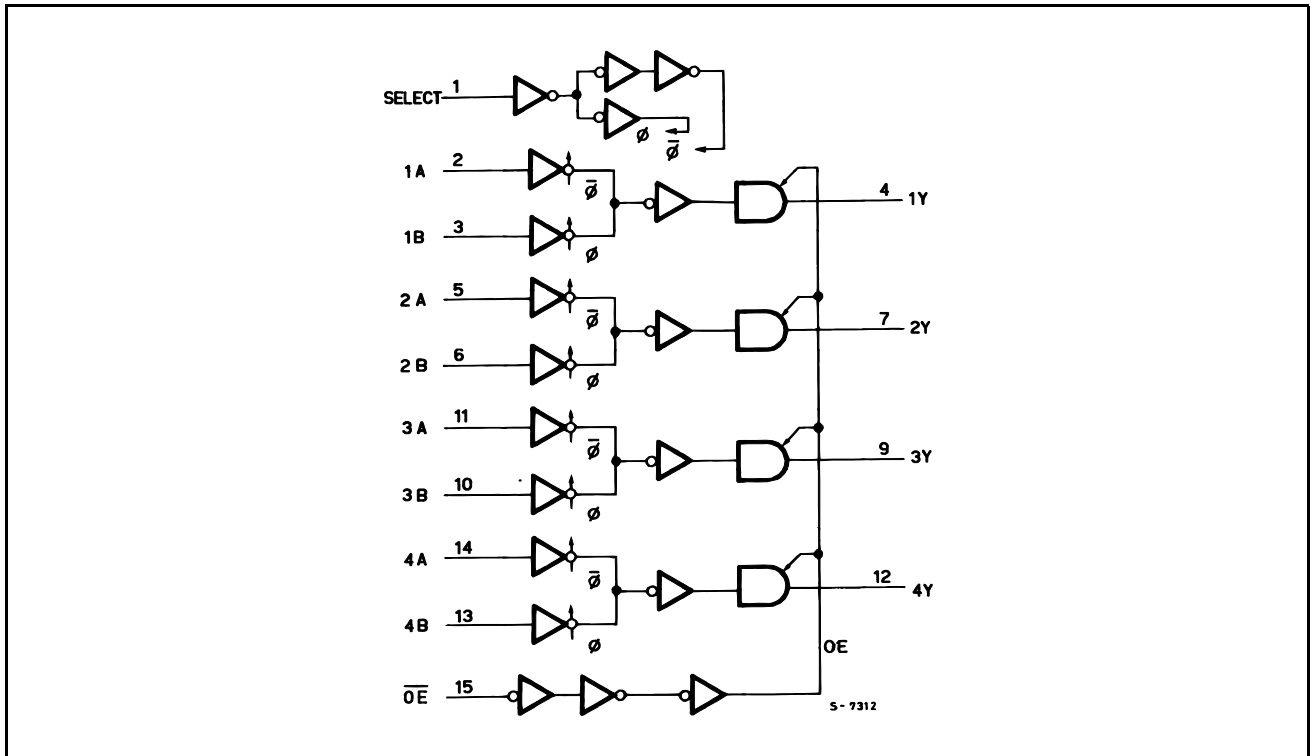 SELECT 1
Ø
Ø̅
1A 2
Ø̅
4 1Y
1B 3
Ø
2A 5
Ø̅
7 2Y
2B 6
Ø
3A 11
Ø̅
9 3Y
3B 10
Ø
4A 14
Ø̅
12 4Y
4B 13
Ø
OE
O̅E̅ 15
S-7312